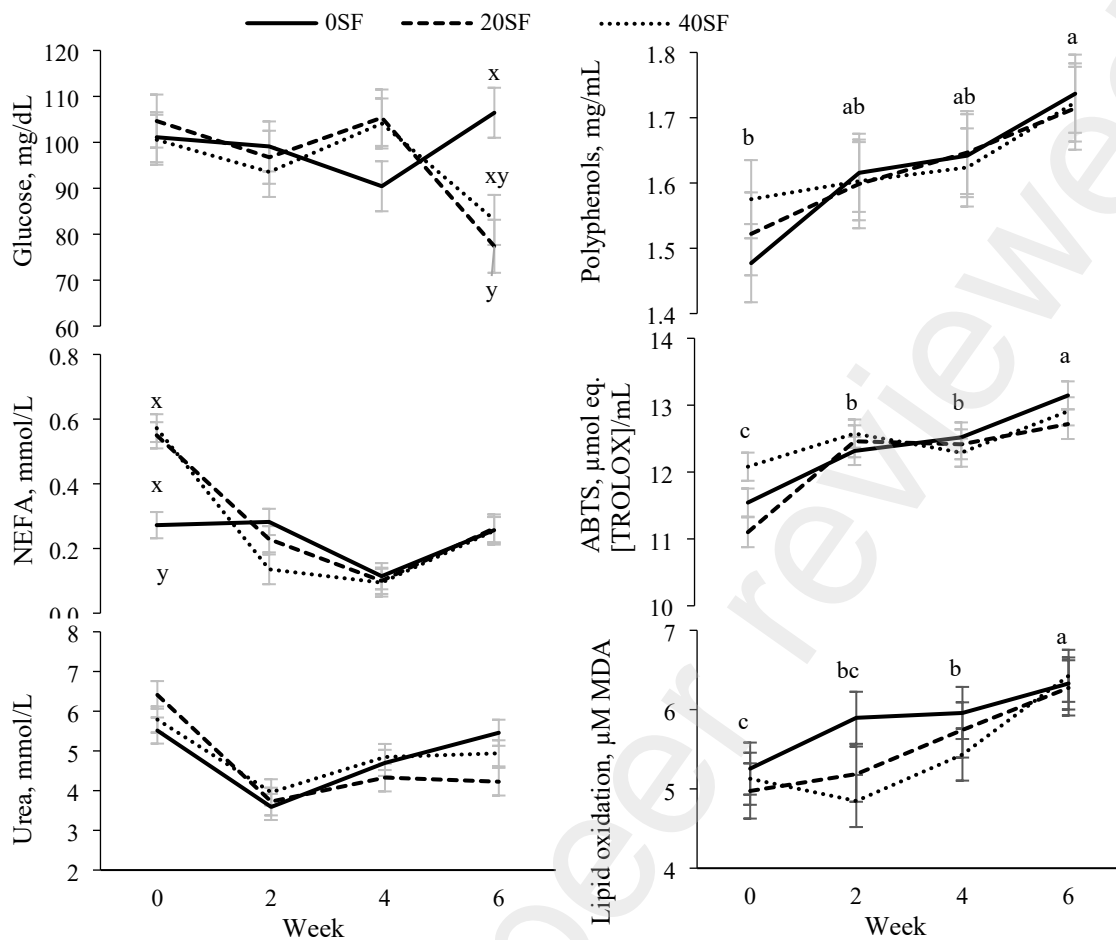 0SF 20SF 40SF
Glucose, mg/dL
120
110
100
90
80
70
60
x
xy
y
Polyphenols, mg/mL
1.8
1.7
1.6
1.5
1.4
b
ab
ab
a
NEFA, mmol/L
0.8
0.6
0.4
0.2
0.0
x
x
y
ABTS, µmol eq.
[TROLOX]/mL
14
13
12
11
10
c
b
b
a
Urea, mmol/L
8
7
6
5
4
3
2
0 2 4 6
Week
Lipid oxidation, µM MDA
7
6
5
4
c
bc
b
a
0 2 4 6
Week
peer reviewe